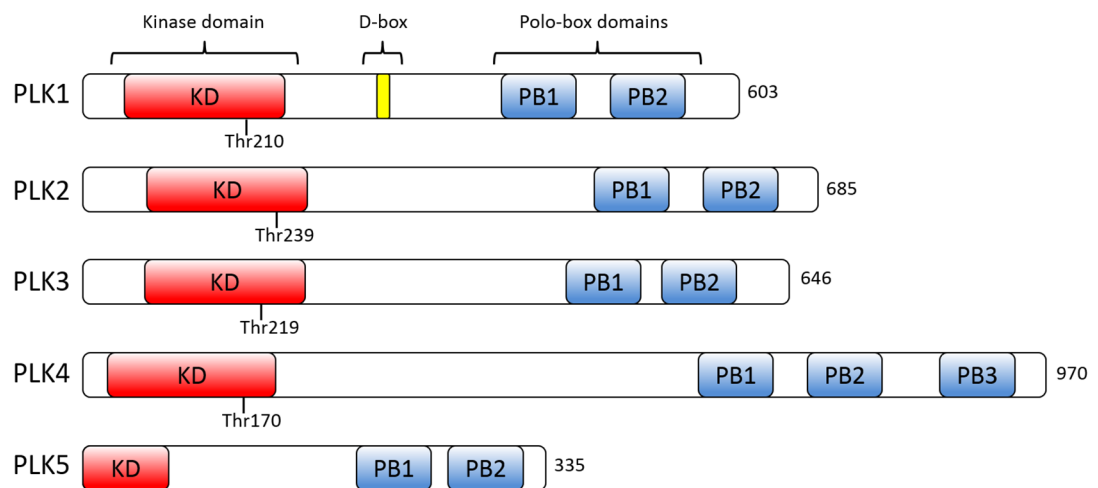 Kinase domain D-box Polo-box domains
PLK1 KD PB1 PB2 603
Thr210
PLK2 KD PB1 PB2 685
Thr239
PLK3 KD PB1 PB2 646
Thr219
PLK4 KD PB1 PB2 PB3 970
Thr170
PLK5 KD PB1 PB2 335